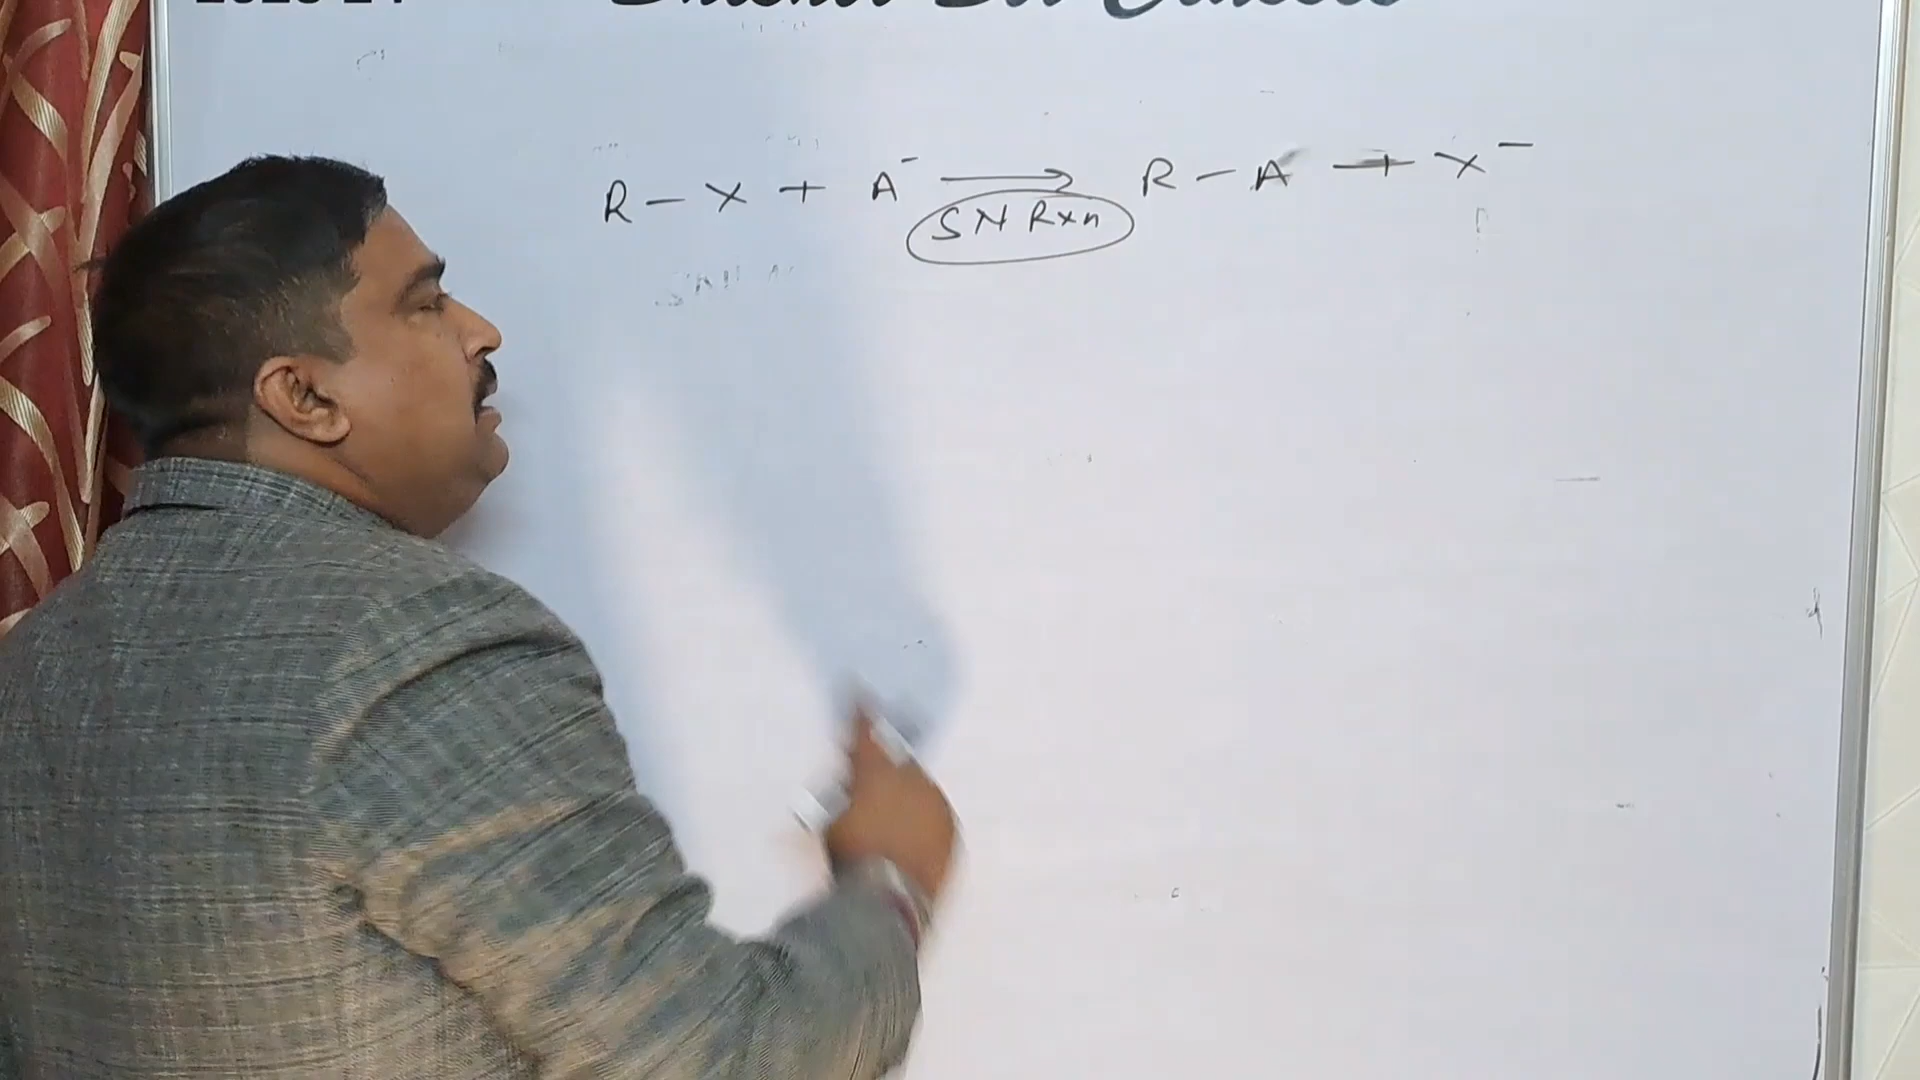 R - X + A⁻ → R - A + X⁻
SN Rxn